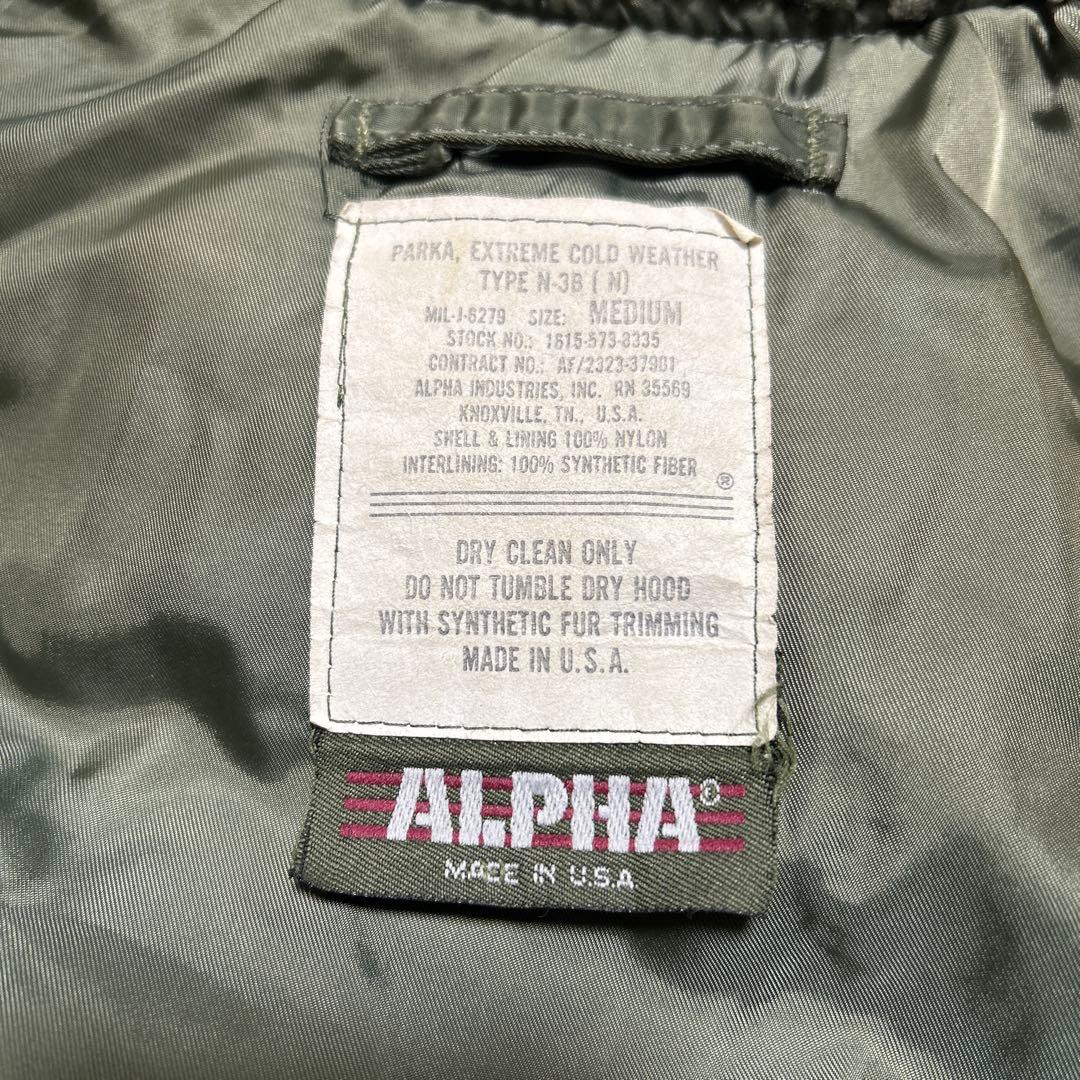 PARKA, EXTREME COLD WEATHER
TYPE N-3B ( N)
MIL-J-6279 SIZE: MEDIUM
STOCK NO.: 1615-573-8335
CONTRACT NO.: AF/2323-37901
ALPHA INDUSTRIES, INC. RN 35569
KNOXVILLE, TN., U.S.A.
SHELL & LINING 100% NYLON
INTERLINING: 100% SYNTHETIC FIBER
®
DRY CLEAN ONLY
DO NOT TUMBLE DRY HOOD
WITH SYNTHETIC FUR TRIMMING
MADE IN U.S.A.
ALPHA®
MADE IN U.S.A.